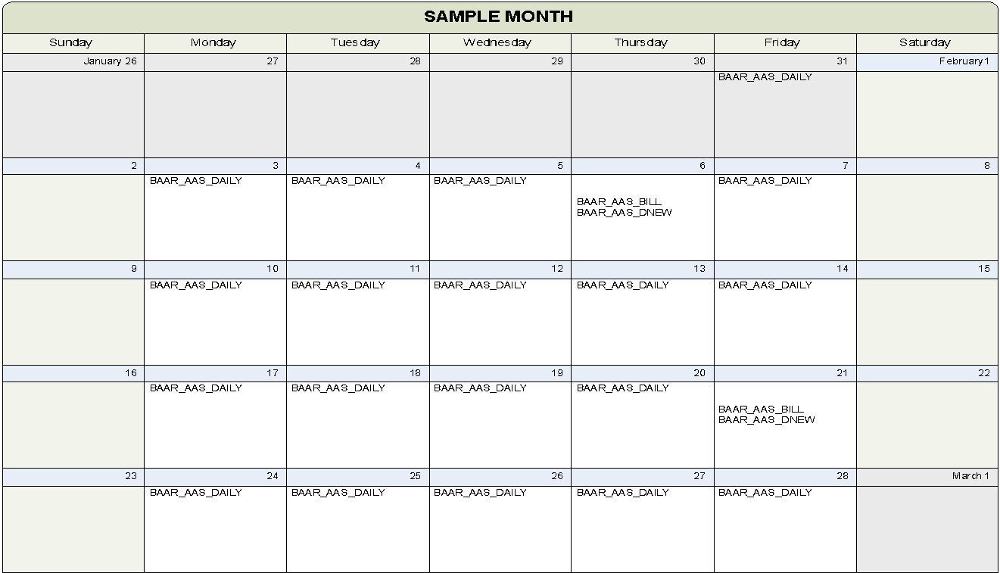 SAMPLE MONTH
Sunday Monday Tuesday Wednesday Thursday Friday Saturday
January 26 27 28 29 30 31 February 1
BAAR_AAS_DAILY
2 3 4 5 6 7 8
BAAR_AAS_DAILY BAAR_AAS_DAILY BAAR_AAS_DAILY BAAR_AAS_DAILY
BAAR_AAS_BILL
BAAR_AAS_DNEW
9 10 11 12 13 14 15
BAAR_AAS_DAILY BAAR_AAS_DAILY BAAR_AAS_DAILY BAAR_AAS_DAILY BAAR_AAS_DAILY
16 17 18 19 20 21 22
BAAR_AAS_DAILY BAAR_AAS_DAILY BAAR_AAS_DAILY BAAR_AAS_DAILY
BAAR_AAS_BILL
BAAR_AAS_DNEW
23 24 25 26 27 28 March 1
BAAR_AAS_DAILY BAAR_AAS_DAILY BAAR_AAS_DAILY BAAR_AAS_DAILY BAAR_AAS_DAILY